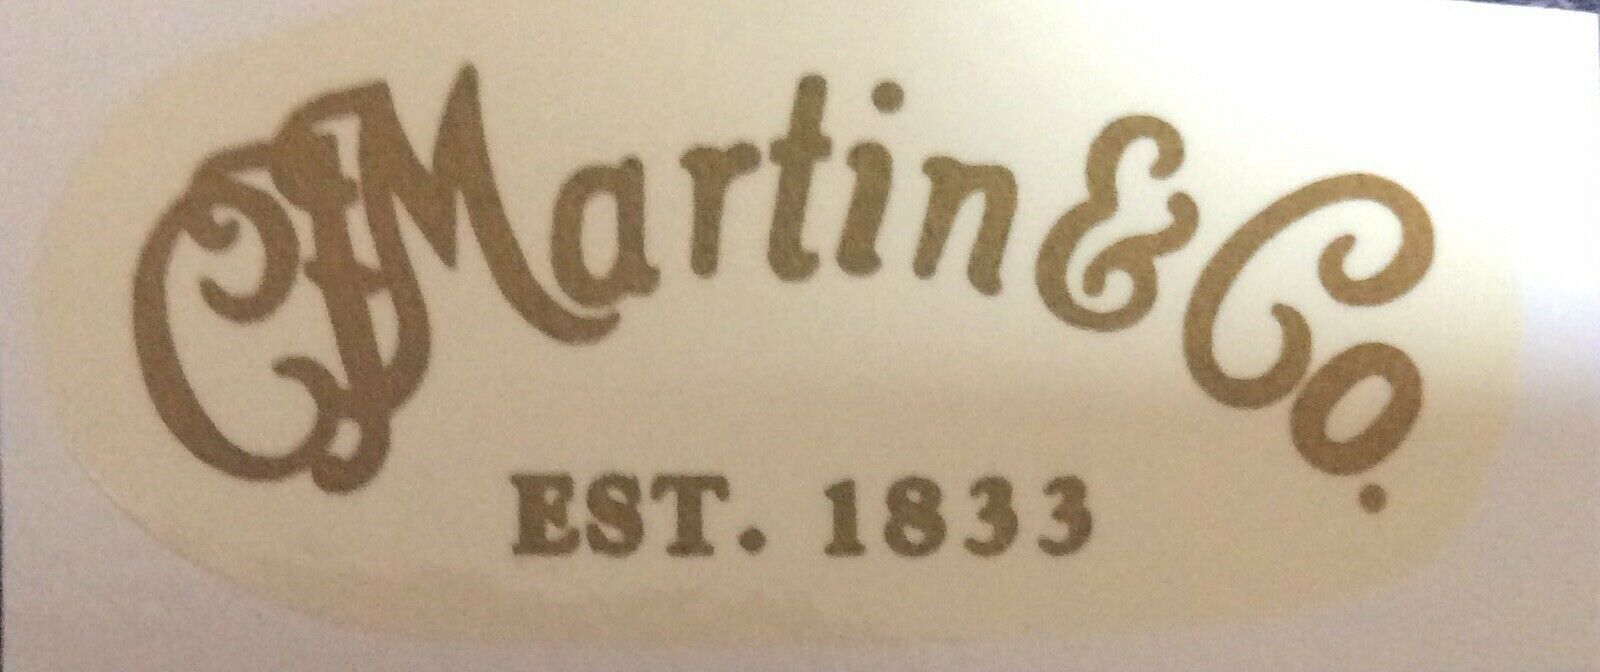 CFMartin & Co.
EST. 1833